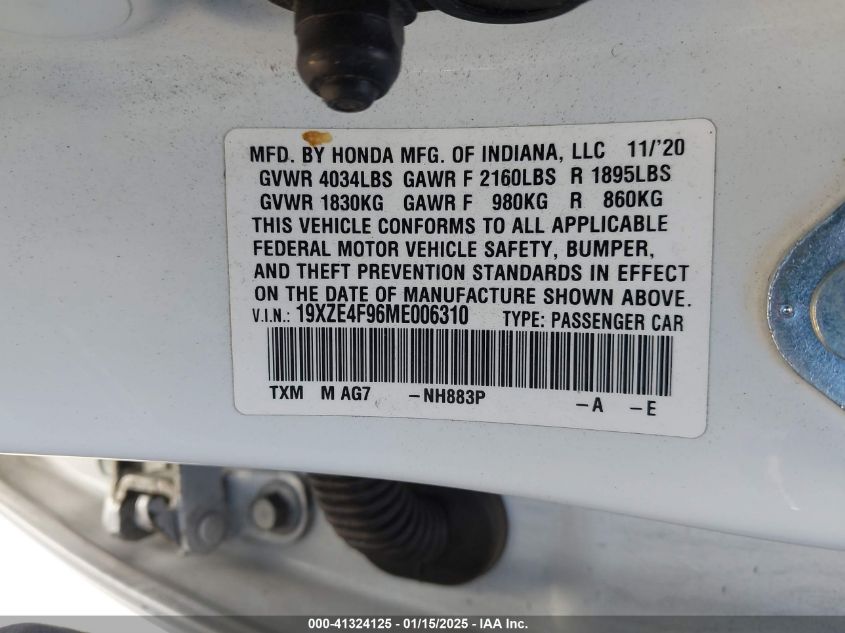 MFD. BY HONDA MFG. OF INDIANA, LLC 11/'20
GVWR 4034LBS GAWR F 2160LBS R 1895LBS
GVWR 1830KG GAWR F 980KG R 860KG
THIS VEHICLE CONFORMS TO ALL APPLICABLE
FEDERAL MOTOR VEHICLE SAFETY, BUMPER,
AND THEFT PREVENTION STANDARDS IN EFFECT
ON THE DATE OF MANUFACTURE SHOWN ABOVE.
V.I.N.: 19XZE4F96ME006310 TYPE: PASSENGER CAR
TXM M AG7 -NH883P -A -E
000-41324125 - 01/15/2025 - IAA Inc.